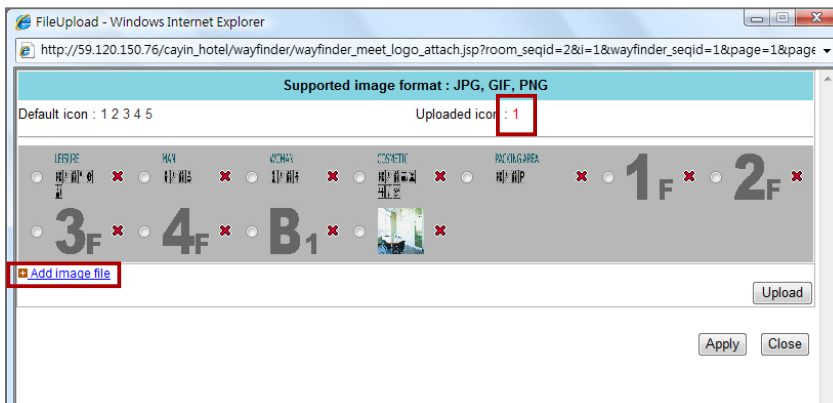 FileUpload - Windows Internet Explorer
http://59.120.150.76/cayin_hotel/wayfinder/wayfinder_meet_logo_attach.jsp?room_seqid=2&i=1&wayfinder_seqid=1&page=1&page
Supported image format : JPG, GIF, PNG
Default icon : 1 2 3 4 5
Uploaded icon : 1
LEISURE MAN WOMAN COSMETIC PACKING AREA 1F 2F
3F 4F B1
Add image file
Upload
Apply Close